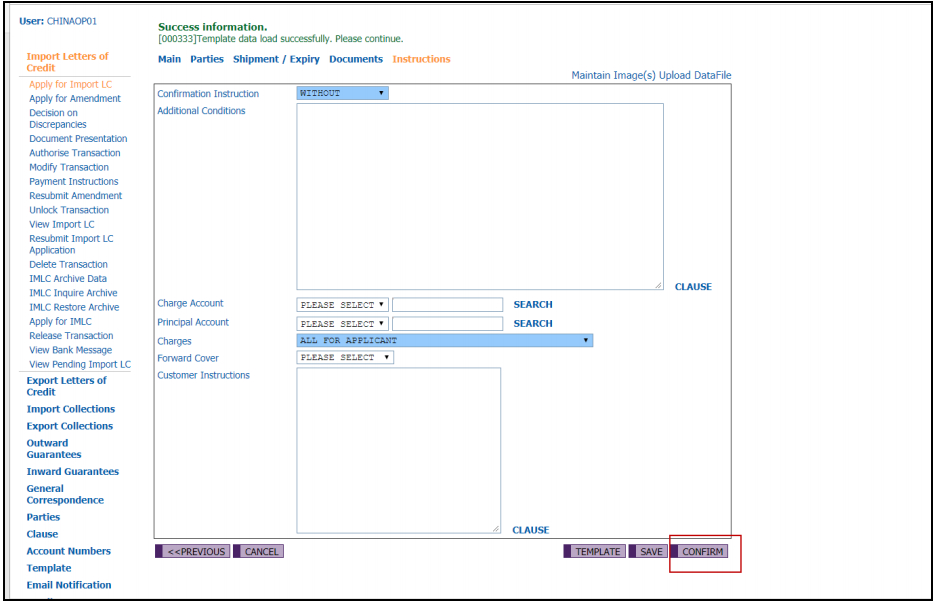 User: CHINAOP01
Success information.
[000333]Template data load successfully. Please continue.
Main Parties Shipment / Expiry Documents Instructions
Maintain Image(s) Upload DataFile
Import Letters of
Credit
Apply for Import LC
Apply for Amendment
Decision on
Discrepancies
Document Presentation
Authorise Transaction
Modify Transaction
Payment Instructions
Resubmit Amendment
Unlock Transaction
View Import LC
Resubmit Import LC
Application
Delete Transaction
IMLC Archive Data
IMLC Inquire Archive
IMLC Restore Archive
Apply for IMLC
Release Transaction
View Bank Message
View Pending Import LC
Export Letters of
Credit
Import Collections
Export Collections
Outward
Guarantees
Inward Guarantees
General
Correspondence
Parties
Clause
Account Numbers
Template
Email Notification
Confirmation Instruction WITHOUT
Additional Conditions
CLAUSE
Charge Account PLEASE SELECT SEARCH
Principal Account PLEASE SELECT SEARCH
Charges ALL FOR APPLICANT
Forward Cover PLEASE SELECT
Customer Instructions
CLAUSE
<<PREVIOUS CANCEL TEMPLATE SAVE CONFIRM